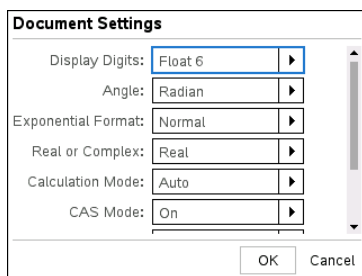 Document Settings
Display Digits: Float 6
Angle: Radian
Exponential Format: Normal
Real or Complex: Real
Calculation Mode: Auto
CAS Mode: On
OK Cancel